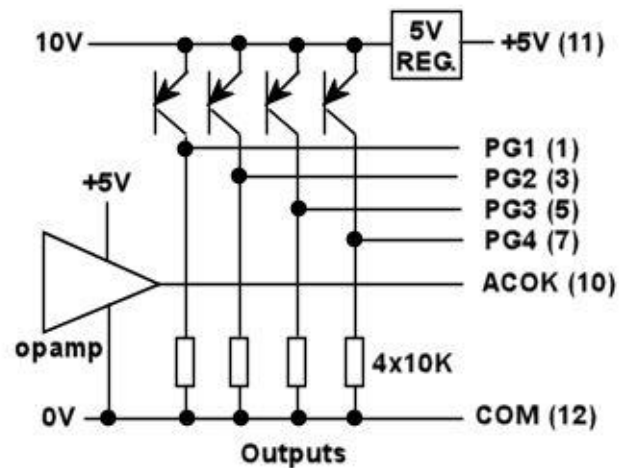 10V
5V
REG.
+5V (11)
PG1 (1)
PG2 (3)
PG3 (5)
PG4 (7)
+5V
ACOK (10)
opamp
4x10K
0V
COM (12)
Outputs